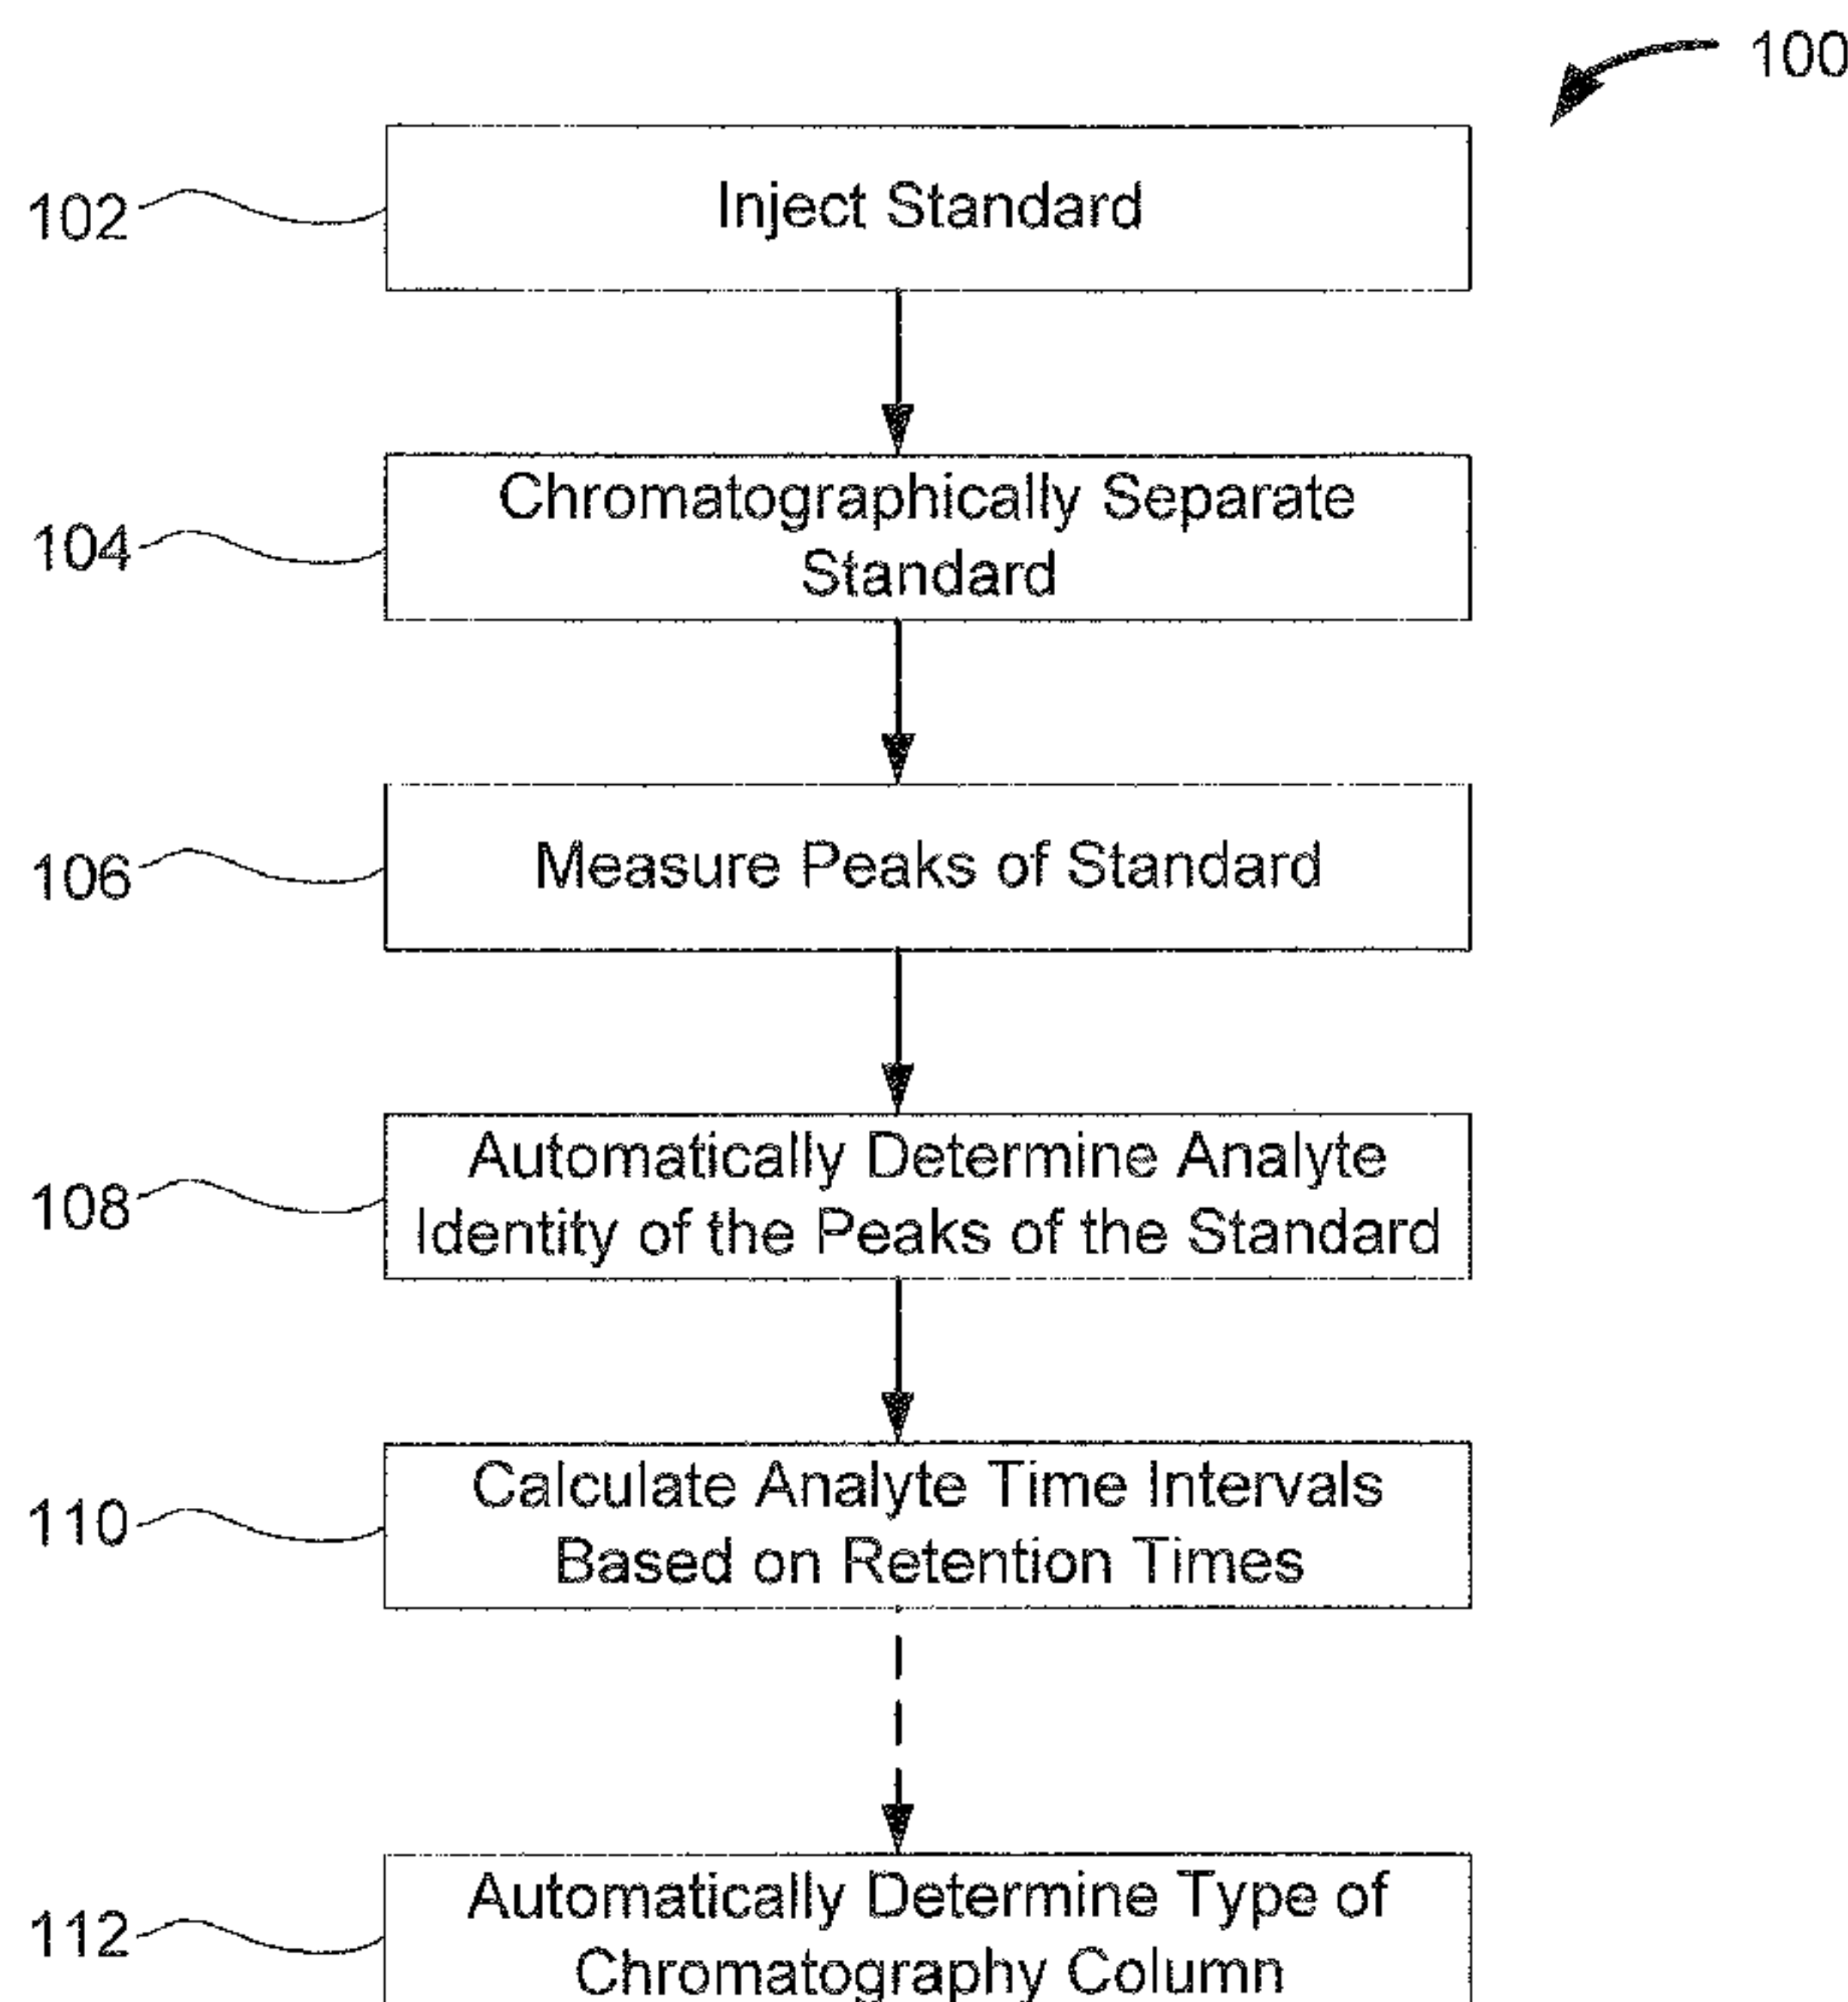 100
102
Inject Standard
104
Chromatographically Separate
Standard
106
Measure Peaks of Standard
108
Automatically Determine Analyte
Identity of the Peaks of the Standard
110
Calculate Analyte Time Intervals
Based on Retention Times
112
Automatically Determine Type of
Chromatography Column